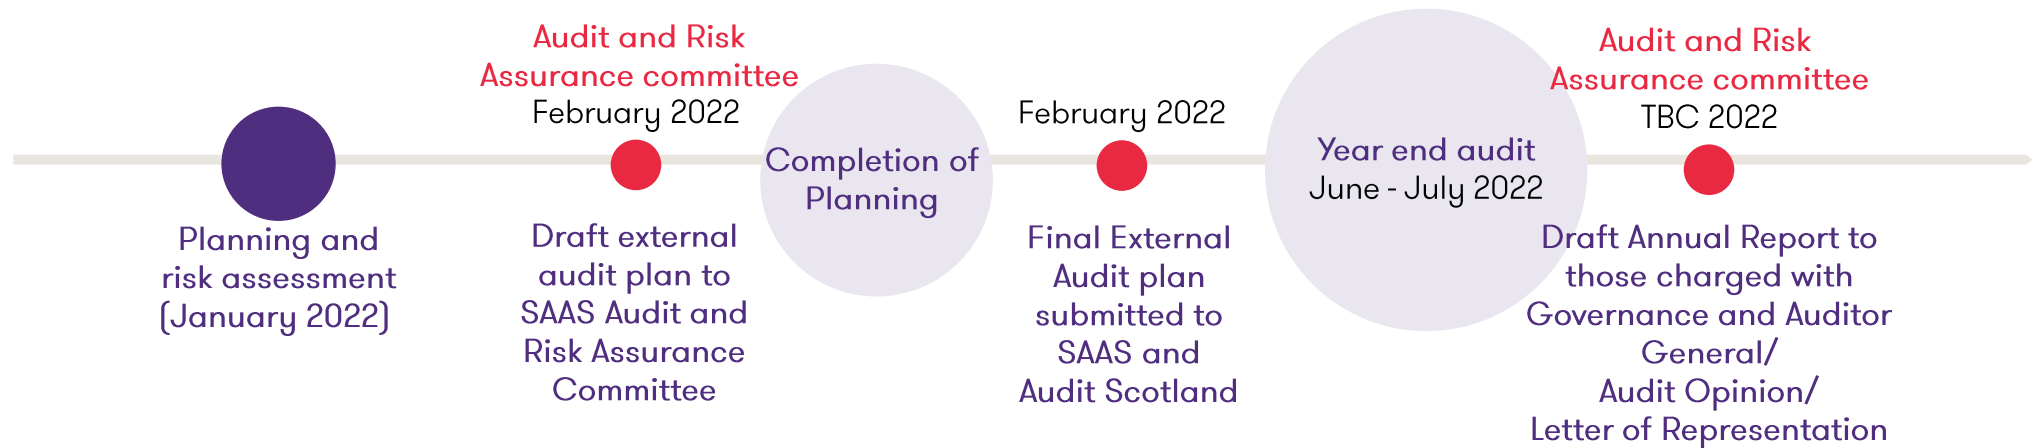 Planning and
risk assessment
(January 2022)
Audit and Risk
Assurance committee
February 2022
Draft external
audit plan to
SAAS Audit and
Risk Assurance
Committee
Completion of
Planning
February 2022
Final External
Audit plan
submitted to
SAAS and
Audit Scotland
Year end audit
June - July 2022
Audit and Risk
Assurance committee
TBC 2022
Draft Annual Report to
those charged with
Governance and Auditor
General/
Audit Opinion/
Letter of Representation